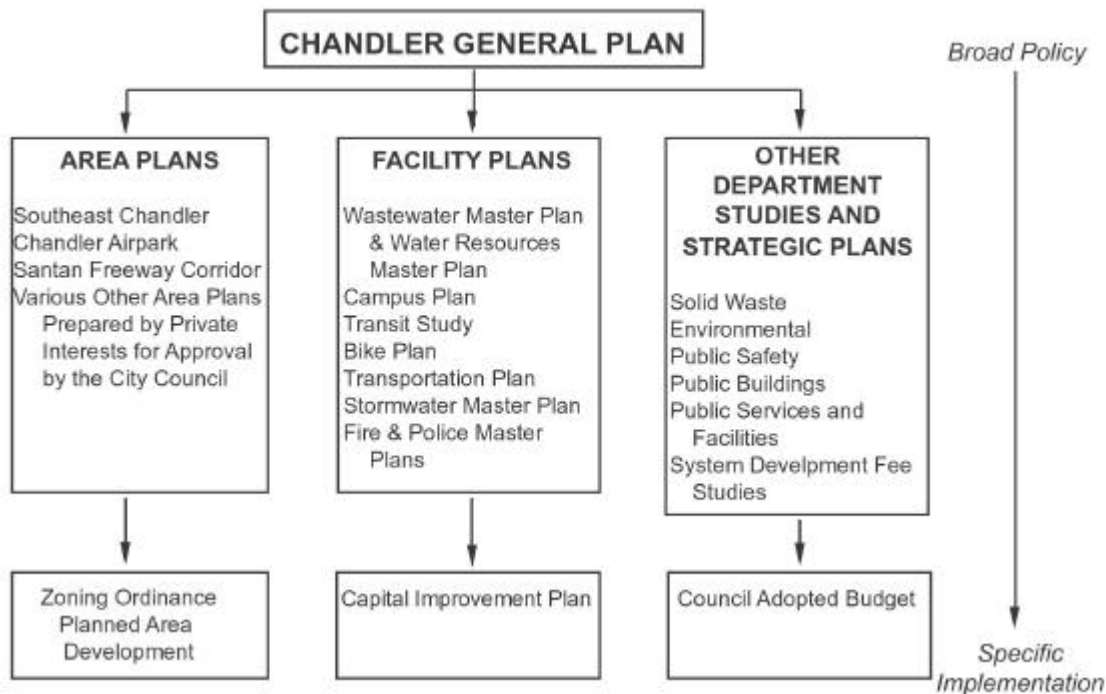 CHANDLER GENERAL PLAN
Broad Policy
AREA PLANS
Southeast Chandler
Chandler Airpark
Santan Freeway Corridor
Various Other Area Plans
Prepared by Private
Interests for Approval
by the City Council
FACILITY PLANS
Wastewater Master Plan
& Water Resources
Master Plan
Campus Plan
Transit Study
Bike Plan
Transportation Plan
Stormwater Master Plan
Fire & Police Master
Plans
OTHER
DEPARTMENT
STUDIES AND
STRATEGIC PLANS
Solid Waste
Environmental
Public Safety
Public Buildings
Public Services and
Facilities
System Develpment Fee
Studies
Zoning Ordinance
Planned Area
Development
Capital Improvement Plan
Council Adopted Budget
Specific
Implementation